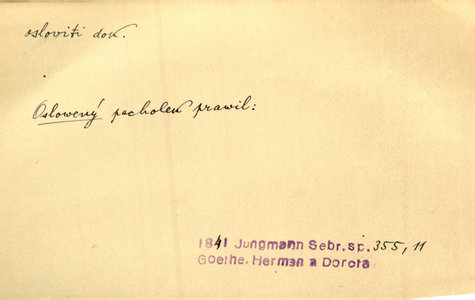 osloviti dok.
Oslowený pacholek prawil:
1841 Jungmann Sebr.sp. 355, 11
Goethe, Herman a Dorota